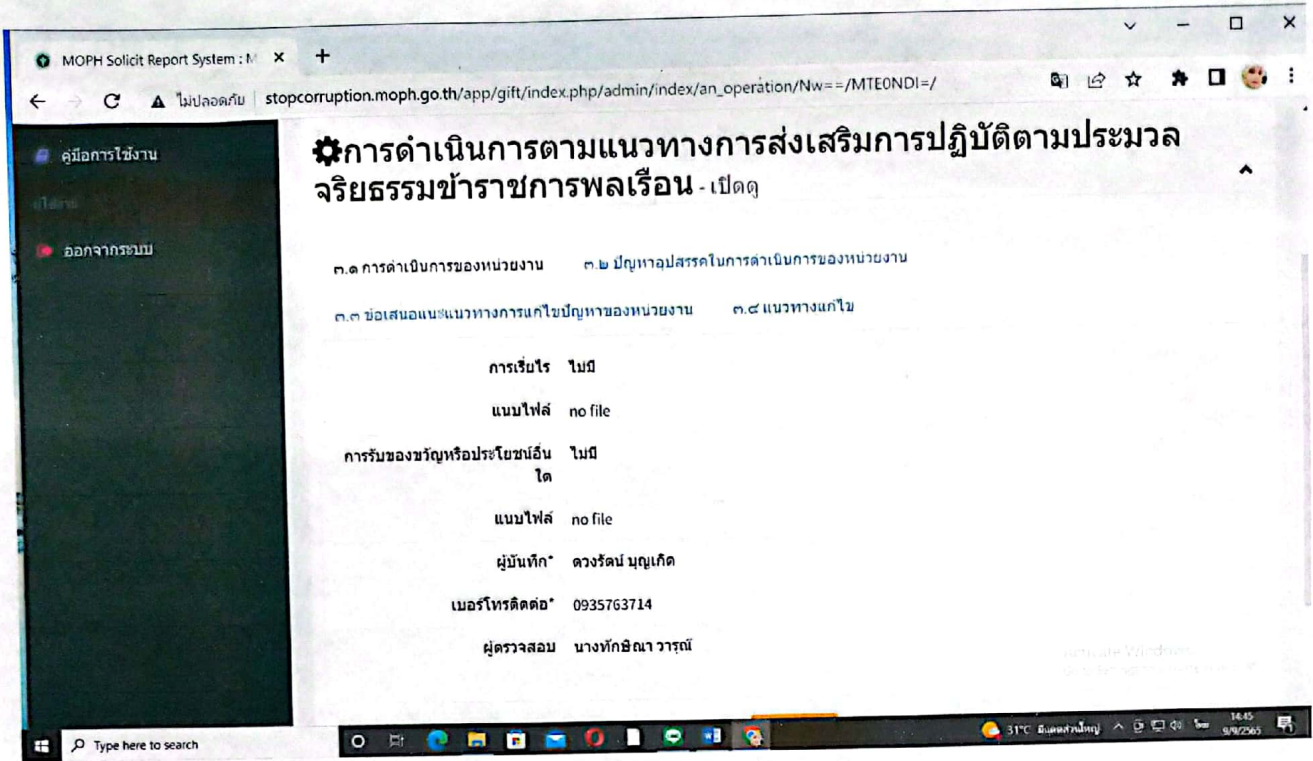 MOPH Solicit Report System : M
ไม่ปลอดภัย stopcorruption.moph.go.th/app/gift/index.php/admin/index/an_operation/Nw==/MTE0NDI=/
คู่มือการใช้งาน
ออกจากระบบ
การดำเนินการตามแนวทางการส่งเสริมการปฏิบัติตามประมวล
จริยธรรมข้าราชการพลเรือน - เปิดดู
๓.๑ การดำเนินการของหน่วยงาน ๓.๒ ปัญหาอุปสรรคในการดำเนินการของหน่วยงาน
๓.๓ ข้อเสนอแนะแนวทางการแก้ไขปัญหาของหน่วยงาน ๓.๔ แนวทางแก้ไข
การเรี่ยไร ไม่มี
แนบไฟล์ no file
การรับของขวัญหรือประโยชน์อื่น ไม่มี
ใด
แนบไฟล์ no file
ผู้บันทึก* ดวงรัตน์ บุญเกิด
เบอร์โทรติดต่อ* 0935763714
ผู้ตรวจสอบ นางทักษิณา วารุณี
Activate Windows
Type here to search
31°C มีแดดส่วนใหญ่ ไทย 14:45
9/9/2565